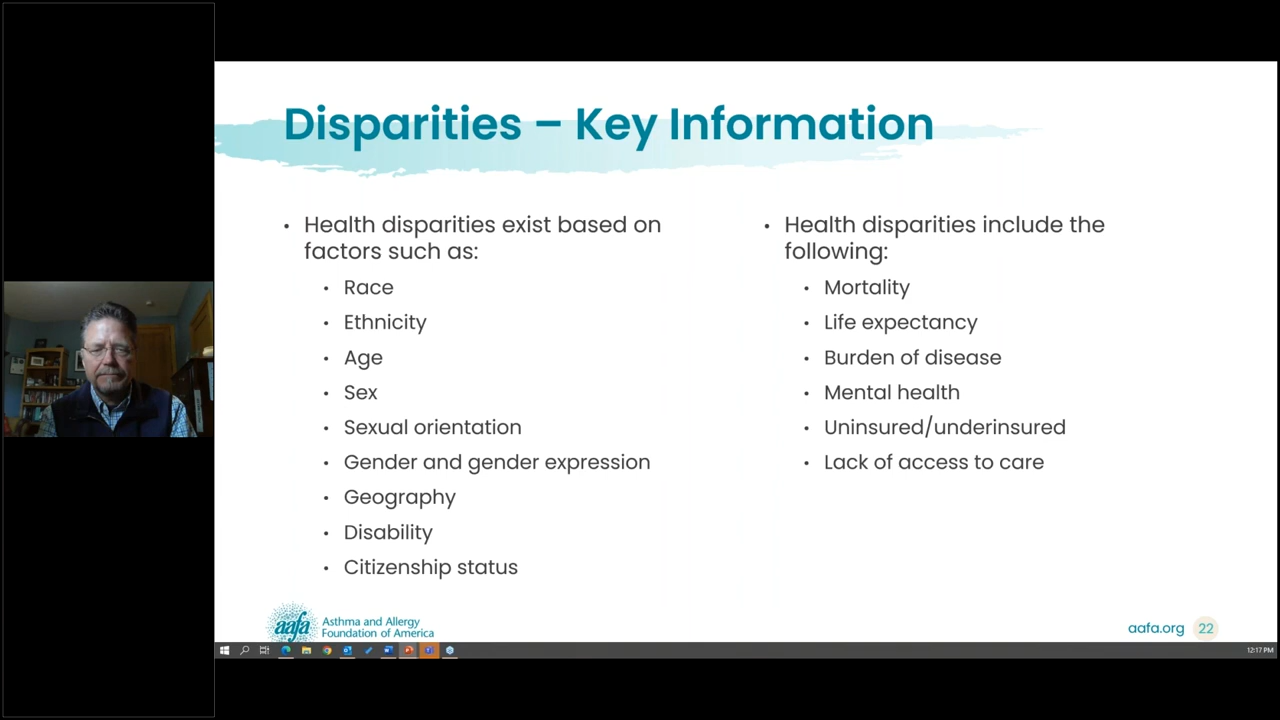 Disparities – Key Information
• Health disparities exist based on
factors such as:
• Race
• Ethnicity
• Age
• Sex
• Sexual orientation
• Gender and gender expression
• Geography
• Disability
• Citizenship status
• Health disparities include the
following:
• Mortality
• Life expectancy
• Burden of disease
• Mental health
• Uninsured/underinsured
• Lack of access to care
aafa
Asthma and Allergy
Foundation of America
aafa.org 22
12:17 PM